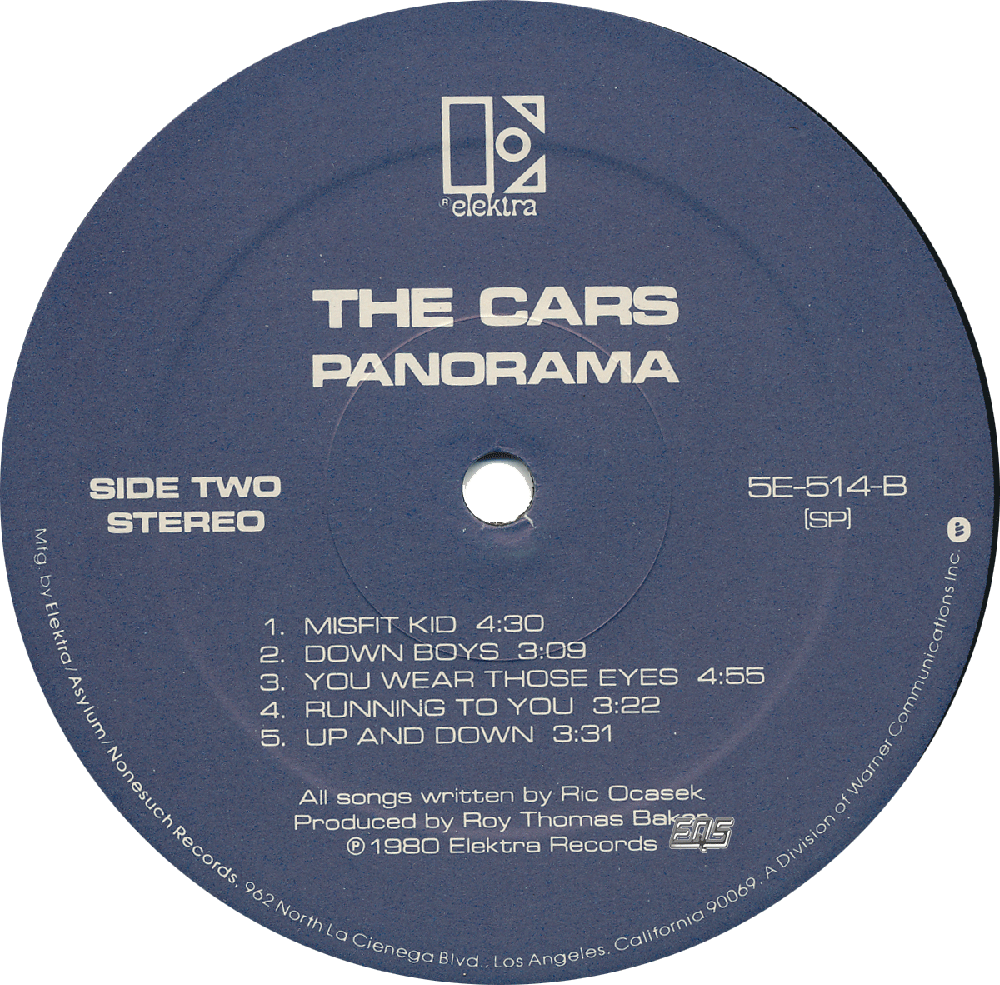 ® elektra
THE CARS
PANORAMA
SIDE TWO
STEREO
5E-514-B
[SP]
1. MISFIT KID 4:30
2. DOWN BOYS 3:09
3. YOU WEAR THOSE EYES 4:55
4. RUNNING TO YOU 3:22
5. UP AND DOWN 3:31
All songs written by Ric Ocasek
Produced by Roy Thomas Baker
℗ 1980 Elektra Records
Mfg. by Elektra/Asylum/Nonesuch Records, 962 North La Cienega Blvd., Los Angeles, California 90069. A Division of Warner Communications Inc.